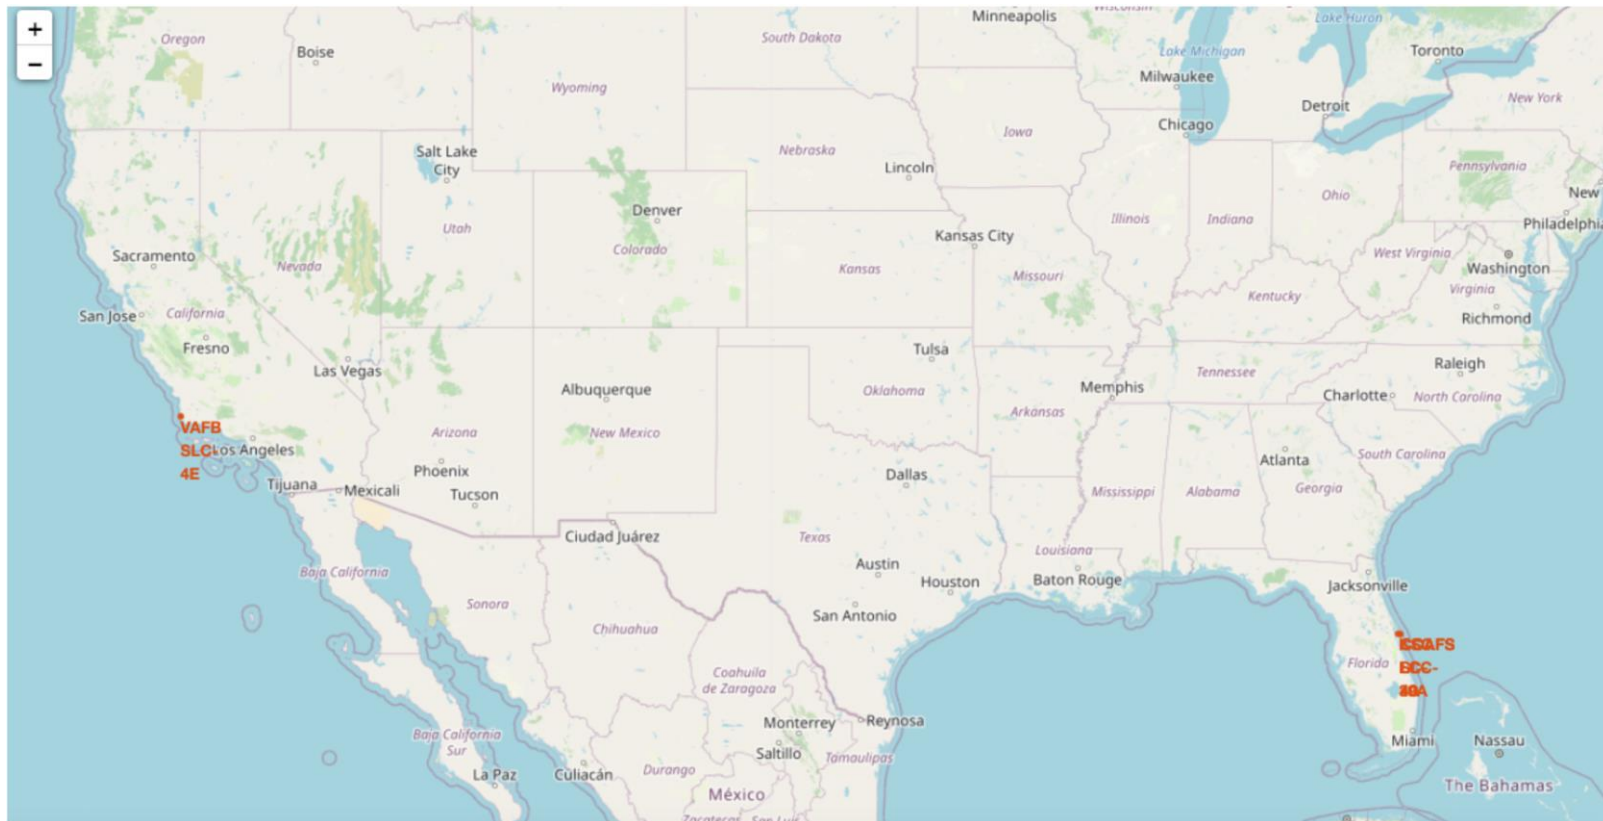 +
−
Oregon
Boise
Wyoming
South Dakota
Minneapolis
Wisconsin
Lake Michigan
Lake Huron
Toronto
Milwaukee
Detroit
New York
Chicago
Iowa
Salt Lake
City
Nebraska
Lincoln
Pennsylvania
New
Ohio
Denver
Utah
Colorado
Illinois
Indiana
Philadelphia
Kansas City
Sacramento
Nevada
Kansas
Missouri
West Virginia
Washington
Virginia
Kentucky
San Jose
California
Richmond
Fresno
Las Vegas
Tulsa
Raleigh
Tennessee
Albuquerque
Oklahoma
Memphis
Charlotte
North Carolina
Arkansas
VAFB
SLC-
4E
Los Angeles
Arizona
New Mexico
Phoenix
Dallas
Atlanta
South Carolina
Tijuana
Mexicali
Tucson
Mississippi
Alabama
Georgia
Ciudad Juárez
Texas
Louisiana
Austin
Houston
Baton Rouge
Jacksonville
Baja California
Sonora
San Antonio
Chihuahua
Florida
Coahuila
de Zaragoza
Monterrey
Reynosa
Baja California
Sur
Saltillo
Tamaulipas
Miami
Nassau
La Paz
Culiacán
Durango
México
The Bahamas
Zacatecas
San Luis